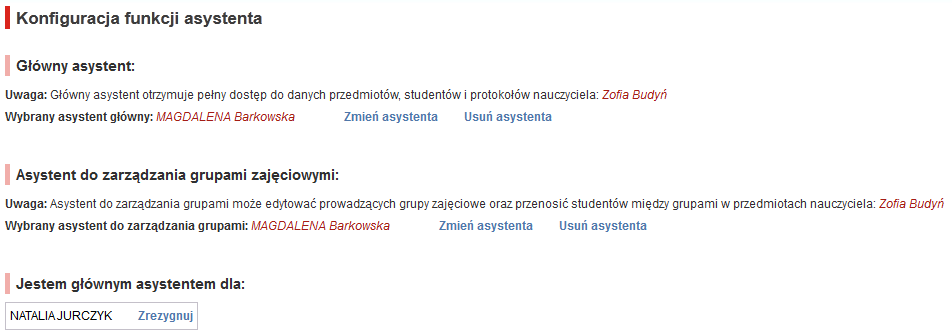 Konfiguracja funkcji asystenta
Główny asystent:
Uwaga: Główny asystent otrzymuje pełny dostęp do danych przedmiotów, studentów i protokołów nauczyciela: Zofia Budyń
Wybrany asystent główny: MAGDALENA Barkowska Zmień asystenta Usuń asystenta
Asystent do zarządzania grupami zajęciowymi:
Uwaga: Asystent do zarządzania grupami może edytować prowadzących grupy zajęciowe oraz przenosić studentów między grupami w przedmiotach nauczyciela: Zofia Budyń
Wybrany asystent do zarządzania grupami: MAGDALENA Barkowska Zmień asystenta Usuń asystenta
Jestem głównym asystentem dla:
NATALIA JURCZYK Zrezygnuj